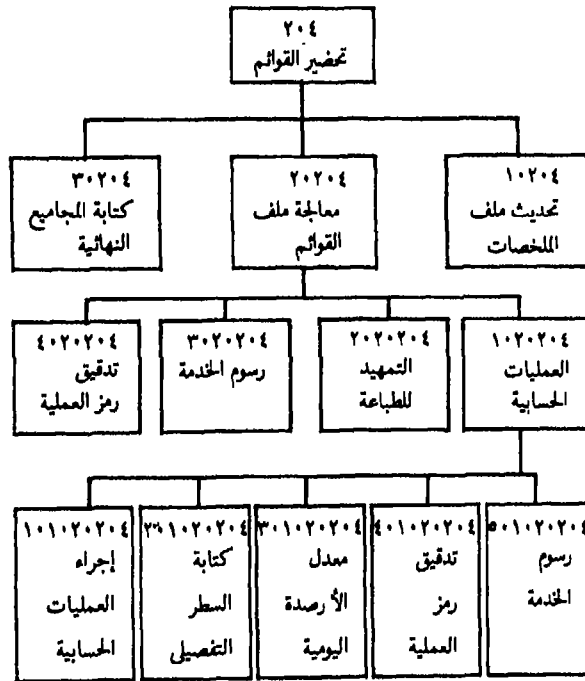 ٢٠٤
تحضير القوائم
١٠٢٠٤
تحديث ملف
الملخصات
٢٠٢٠٤
معالجة ملف
القوائم
٣٠٢٠٤
كتابة المجاميع
النهائية
١٠٢٠٢٠٤
العمليات
الحسابية
٢٠٢٠٢٠٤
التمهيد
للطباعة
٣٠٢٠٢٠٤
رسوم الخدمة
٤٠٢٠٢٠٤
تدقيق
رمز العملية
٥٠١٠٢٠٢٠٤
رسوم
الخدمة
٤٠١٠٢٠٢٠٤
تدقيق
رمز
العملية
٣٠١٠٢٠٢٠٤
معدل
الأرصدة
اليومية
كتابة
السطر
التفصيلى
١٠١٠٢٠٢٠٤
إجراء
العمليات
الحسابية